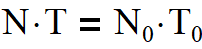 N·T = N₀·T₀